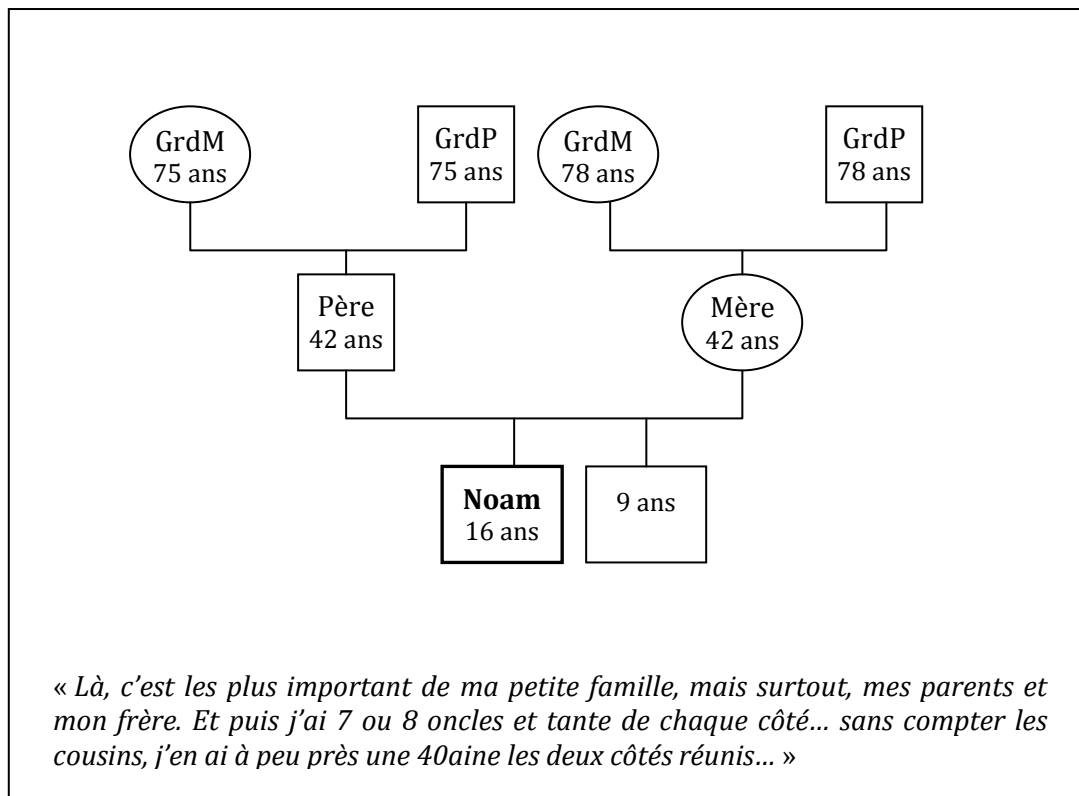 GrdM GrdP GrdM GrdP
75 ans 75 ans 78 ans 78 ans
Père Mère
42 ans 42 ans
Noam 9 ans
16 ans
« Là, c'est les plus important de ma petite famille, mais surtout, mes parents et
mon frère. Et puis j'ai 7 ou 8 oncles et tante de chaque côté… sans compter les
cousins, j'en ai à peu près une 40aine les deux côtés réunis… »